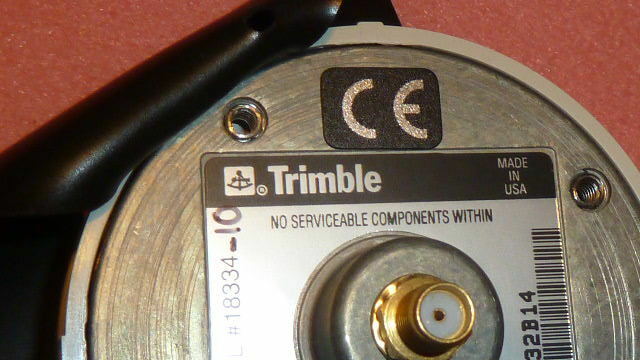 CE
Trimble
MADE
IN
USA
NO SERVICEABLE COMPONENTS WITHIN
#18334-10
32B14